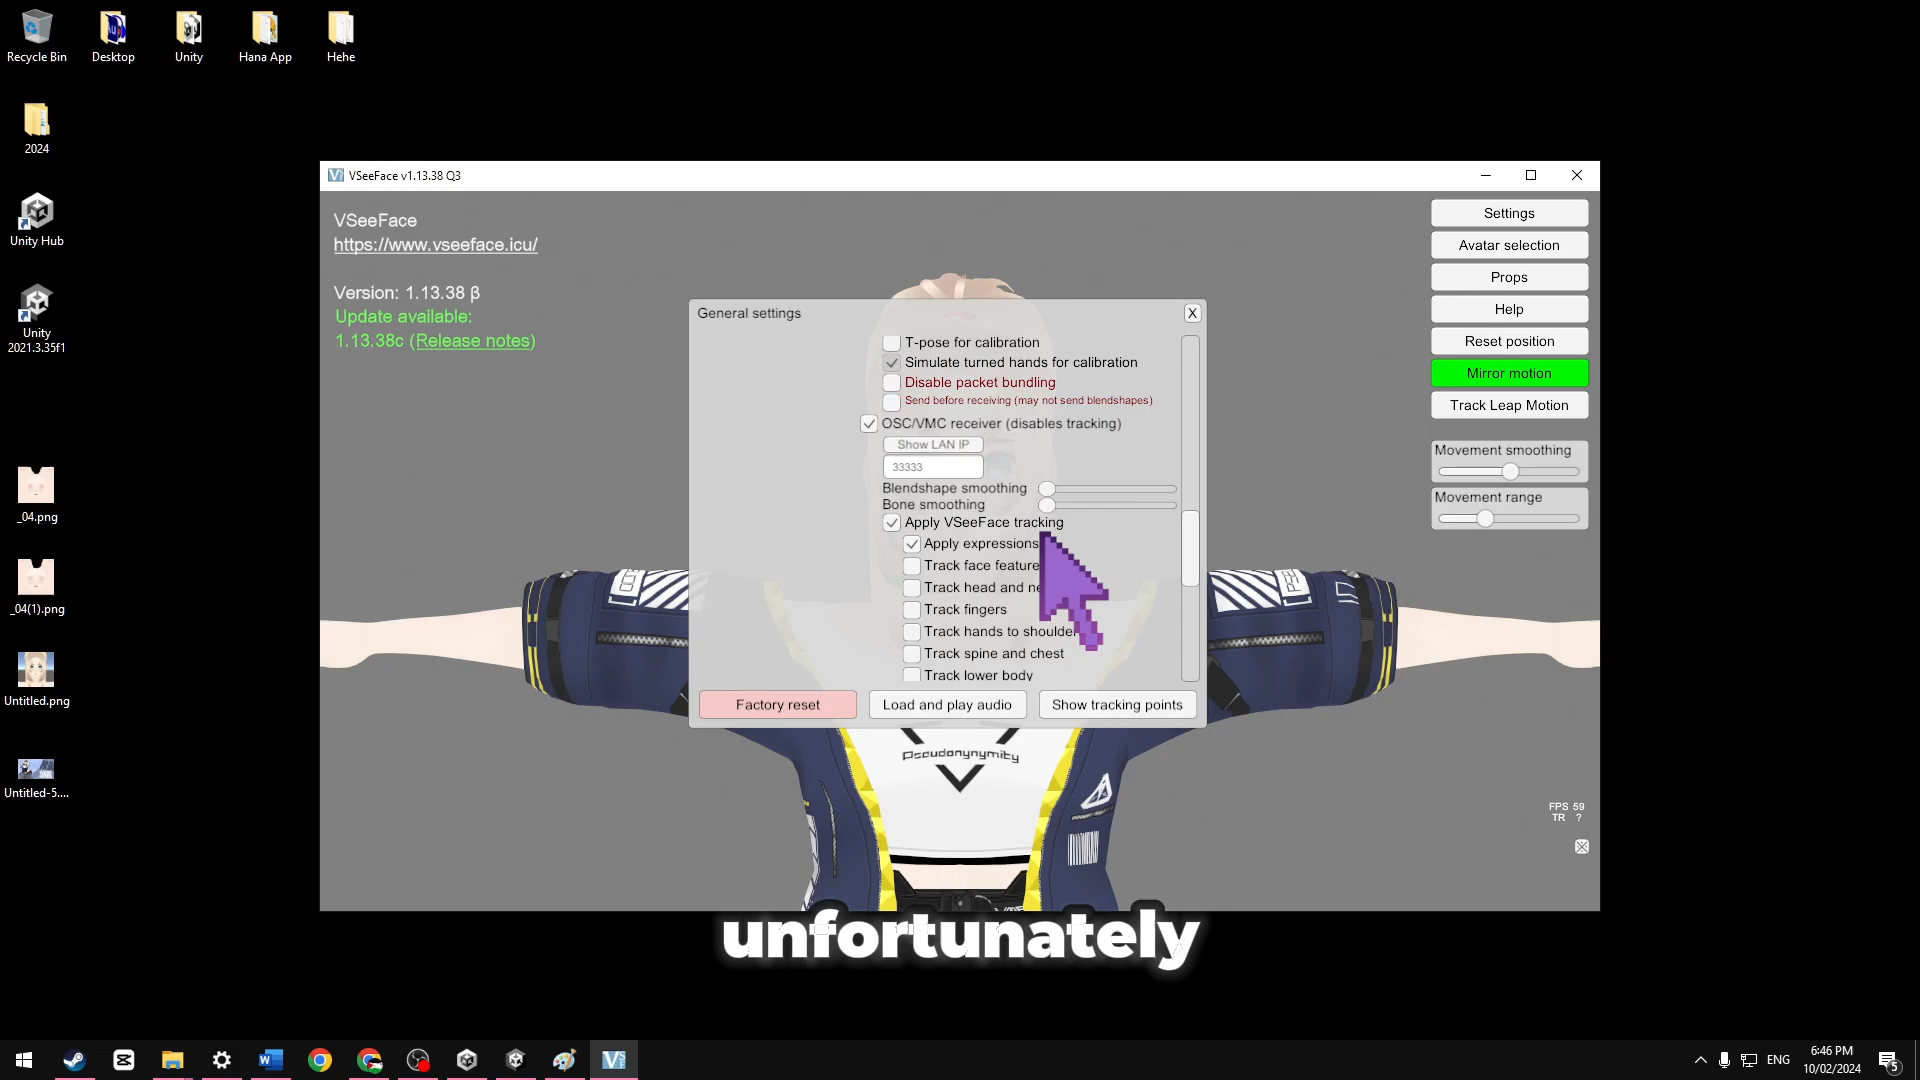 Recycle Bin
Desktop
Unity
Hana App
Hehe
2024
Unity Hub
Unity
2021.3.35f1
_04.png
_04(1).png
Untitled.png
Untitled-5....
VSeeFace v1.13.38 Q3
VSeeFace
https://www.vseeface.icu/
Version: 1.13.38 β
Update available:
1.13.38c (Release notes)
General settings
X
T-pose for calibration
Simulate turned hands for calibration
Disable packet bundling
Send before receiving (may not send blendshapes)
OSC/VMC receiver (disables tracking)
Show LAN IP
33333
Blendshape smoothing
Bone smoothing
Apply VSeeFace tracking
Apply expressions
Track face feature
Track head and ne
Track fingers
Track hands to shoulder
Track spine and chest
Track lower body
Factory reset
Load and play audio
Show tracking points
Settings
Avatar selection
Props
Help
Reset position
Mirror motion
Track Leap Motion
Movement smoothing
Movement range
FPS 59
TR ?
Pseudonynymity
unfortunately
ENG
6:46 PM
10/02/2024
5